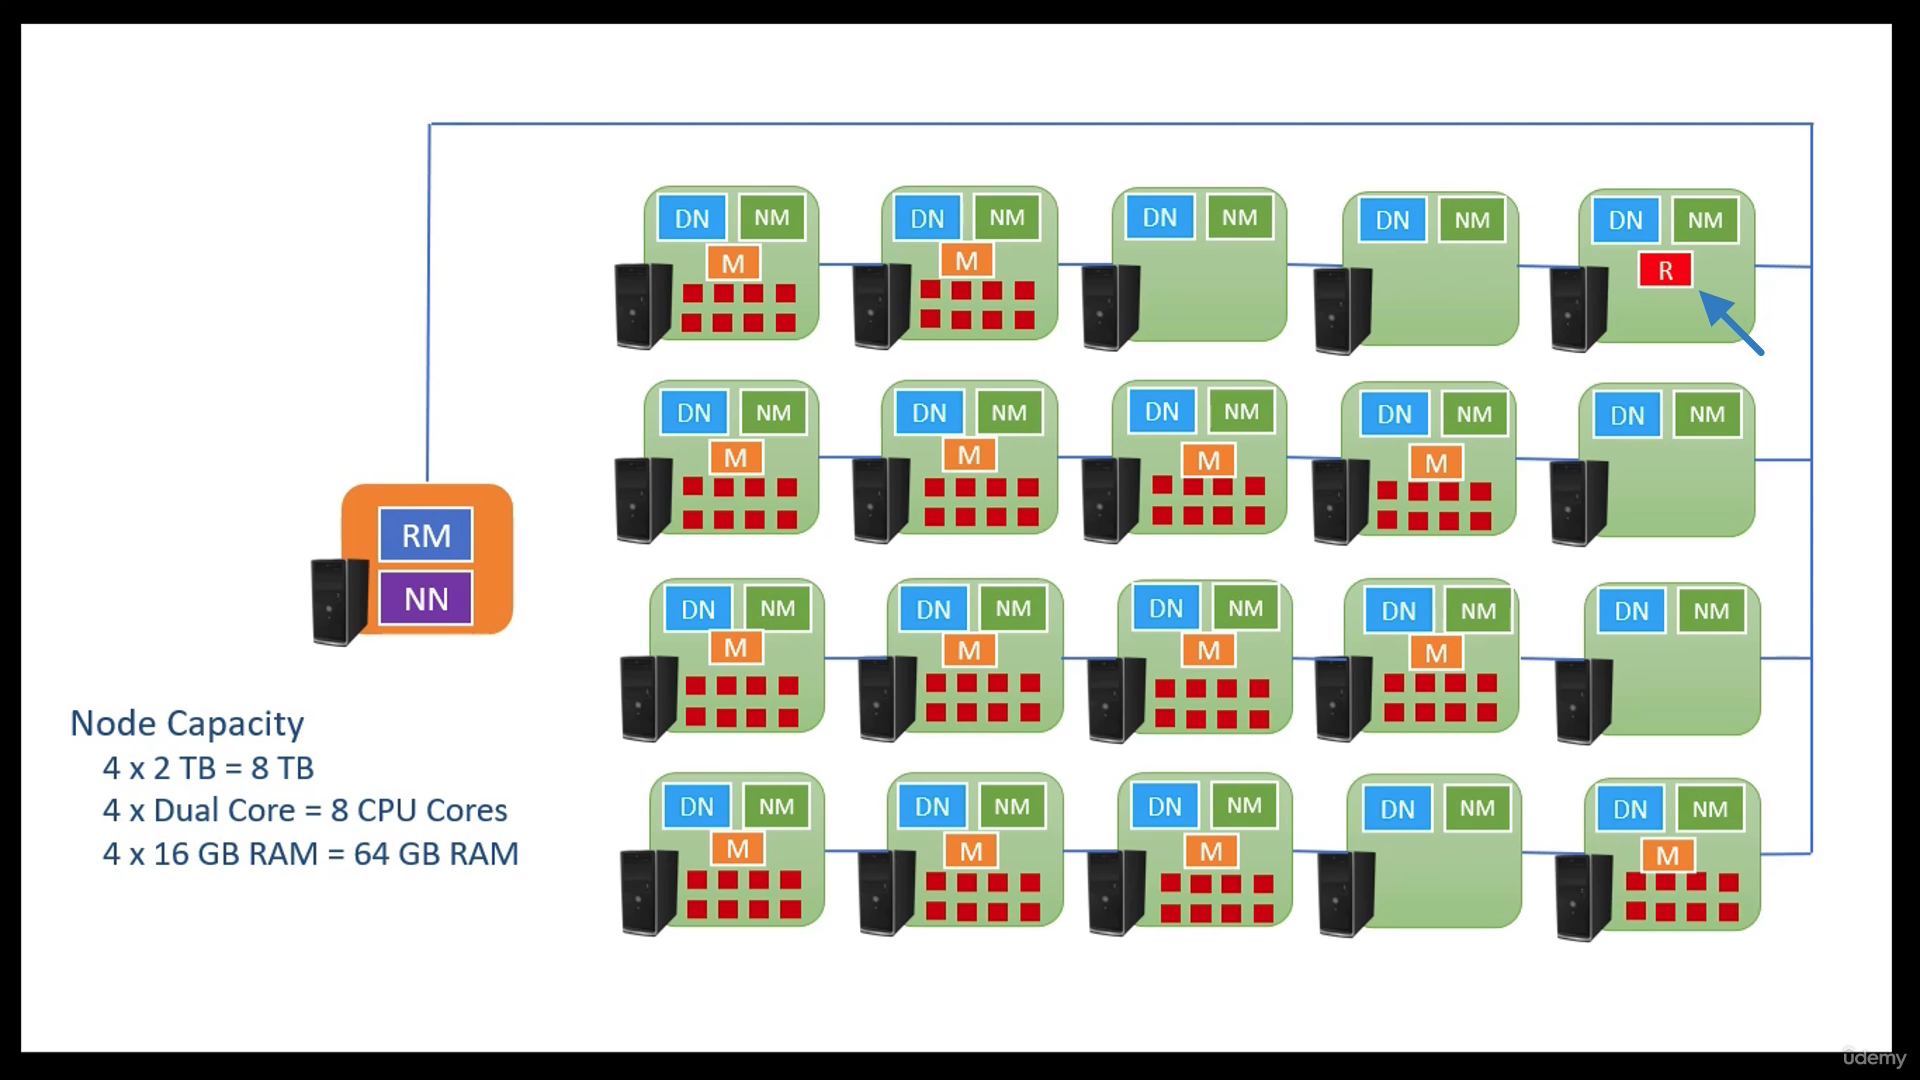 DN NM DN NM DN NM DN NM DN NM
M M R
DN NM DN NM DN NM DN NM DN NM
M M M M
RM
NN
DN NM DN NM DN NM DN NM DN NM
M M M M
Node Capacity
4 x 2 TB = 8 TB
4 x Dual Core = 8 CPU Cores
4 x 16 GB RAM = 64 GB RAM
DN NM DN NM DN NM DN NM DN NM
M M M M
udemy